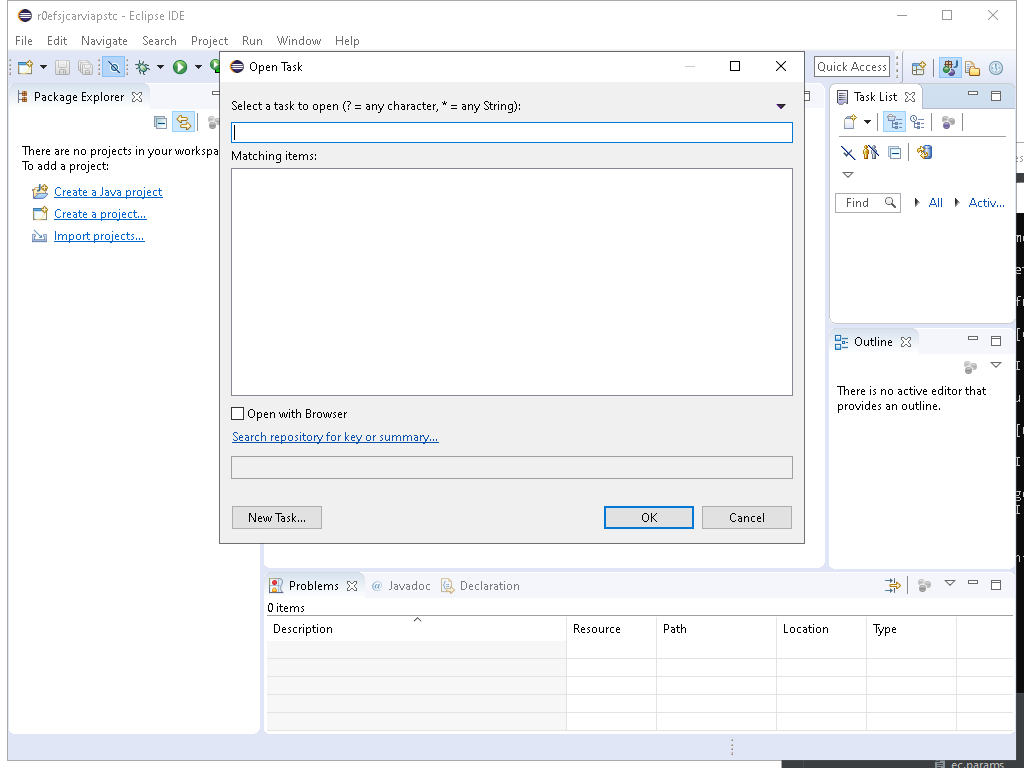 r0efsjcarviapstc - Eclipse IDE
File Edit Navigate Search Project Run Window Help
Quick Access
Open Task
Select a task to open (? = any character, * = any String):
Matching items:
Open with Browser
Search repository for key or summary...
New Task...
OK
Cancel
Package Explorer
There are no projects in your workspa
To add a project:
Create a Java project
Create a project...
Import projects...
Task List
Find
All
Activ...
Outline
There is no active editor that
provides an outline.
Problems
@ Javadoc
Declaration
0 items
Description Resource Path Location Type
ec.params